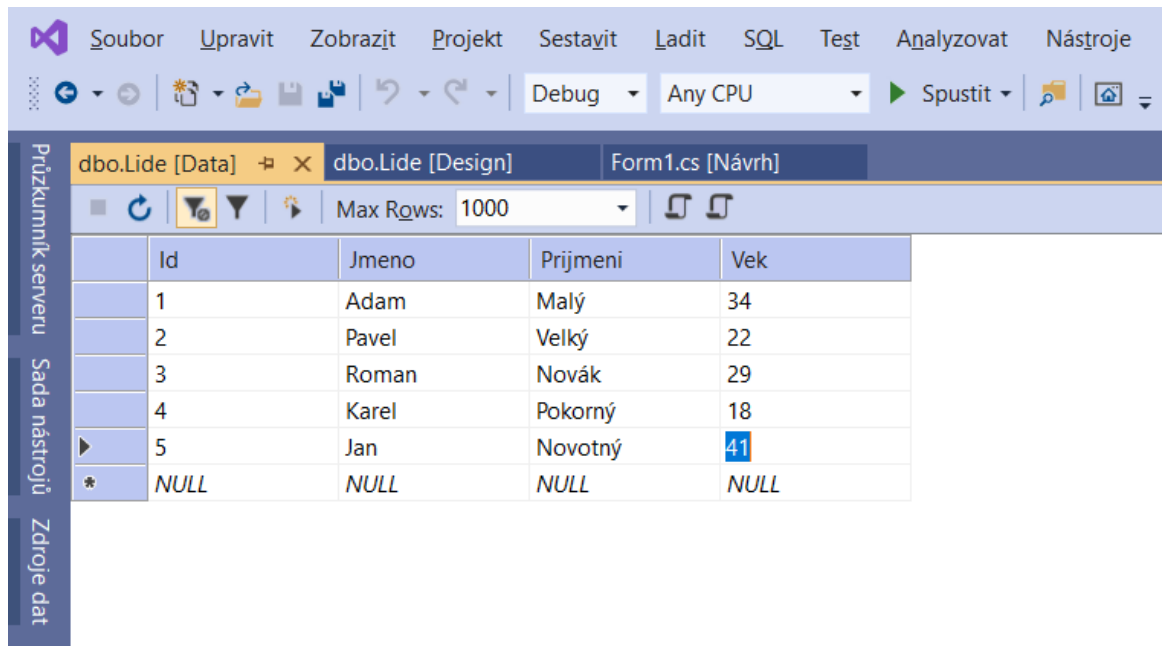 Soubor Upravit Zobrazit Projekt Sestavit Ladit SQL Test Analyzovat Nástroje
Debug Any CPU Spustit
dbo.Lide [Data] dbo.Lide [Design] Form1.cs [Návrh]
Max Rows: 1000
Id Jmeno Prijmeni Vek
1 Adam Malý 34
2 Pavel Velký 22
3 Roman Novák 29
4 Karel Pokorný 18
5 Jan Novotný 41
NULL NULL NULL NULL
Průzkumník serveru
Sada nástrojů
Zdroje dat